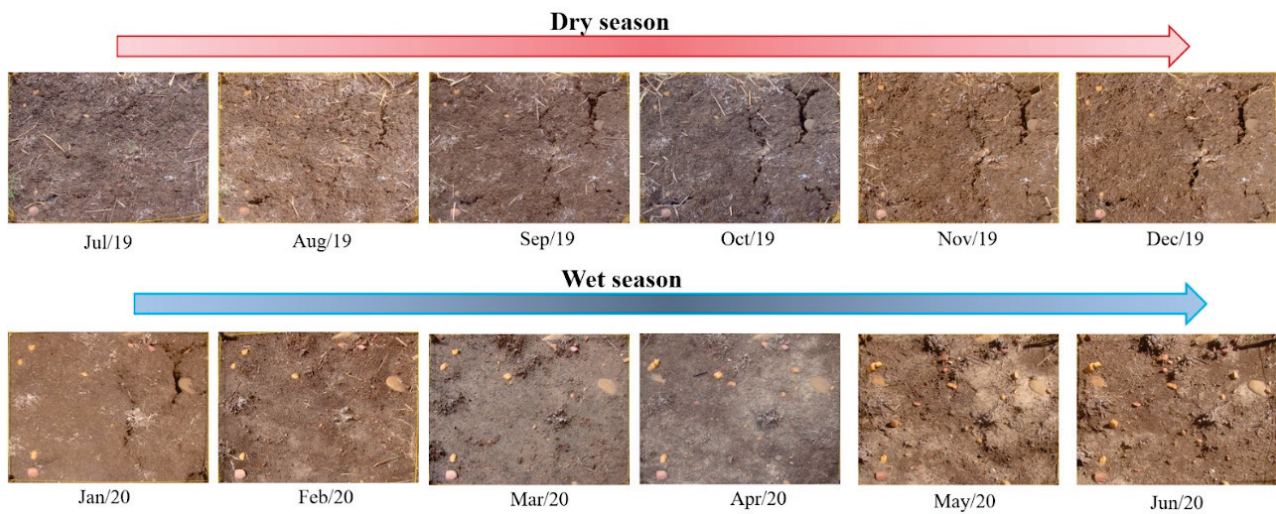 Dry season
Jul/19 Aug/19 Sep/19 Oct/19 Nov/19 Dec/19
Wet season
Jan/20 Feb/20 Mar/20 Apr/20 May/20 Jun/20